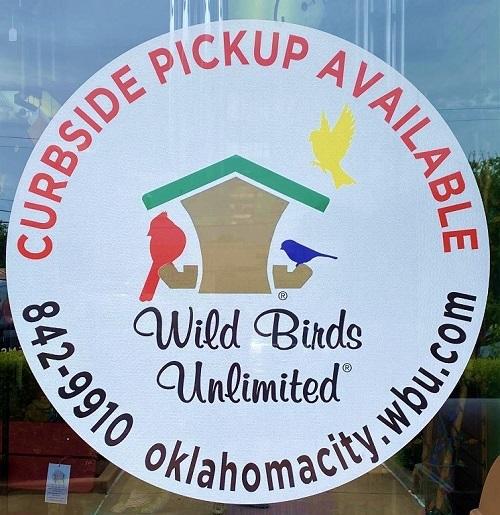 CURBSIDE PICKUP AVAILABLE
Wild Birds
Unlimited®
®
842-9910 oklahomacity.wbu.com